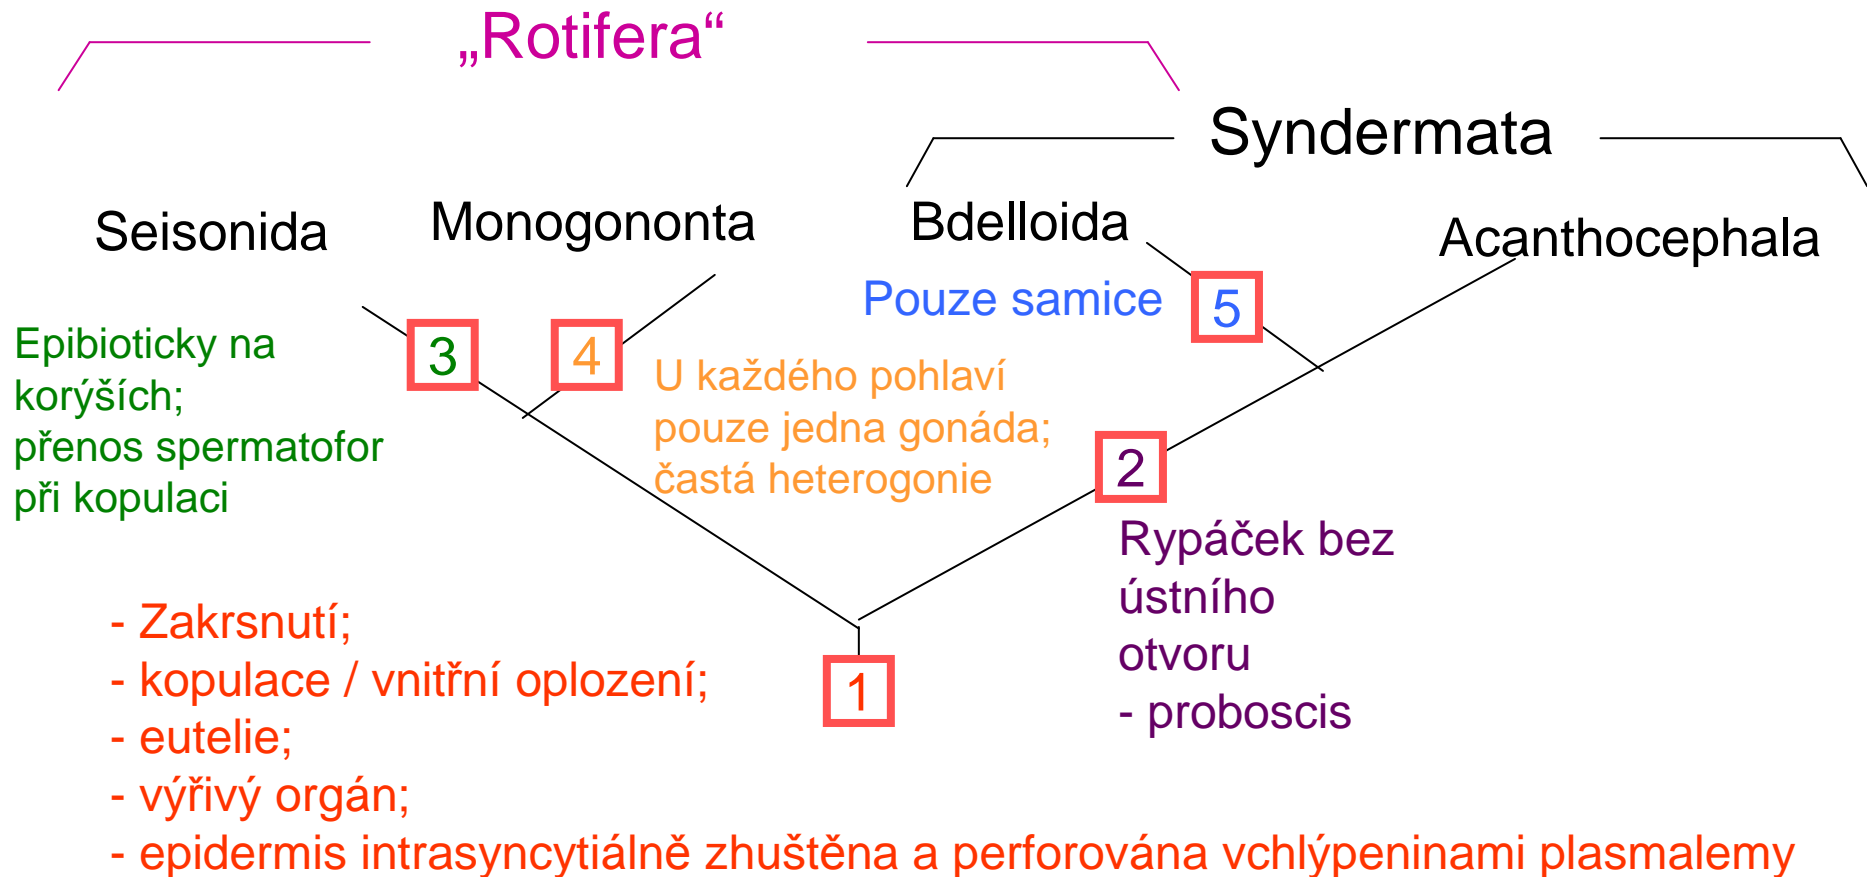 „Rotifera“
Syndermata
Seisonida
Monogononta
Bdelloida
Acanthocephala
Pouze samice
5
3
4
Epibioticky na
korýších;
přenos spermatofor
při kopulaci
U každého pohlaví
pouze jedna gonáda;
častá heterogonie
2
Rypáček bez
ústního
otvoru
- proboscis
1
- Zakrsnutí;
- kopulace / vnitřní oplození;
- eutelie;
- výřivý orgán;
- epidermis intrasyncytiálně zhuštěna a perforována vchlýpeninami plasmalemy